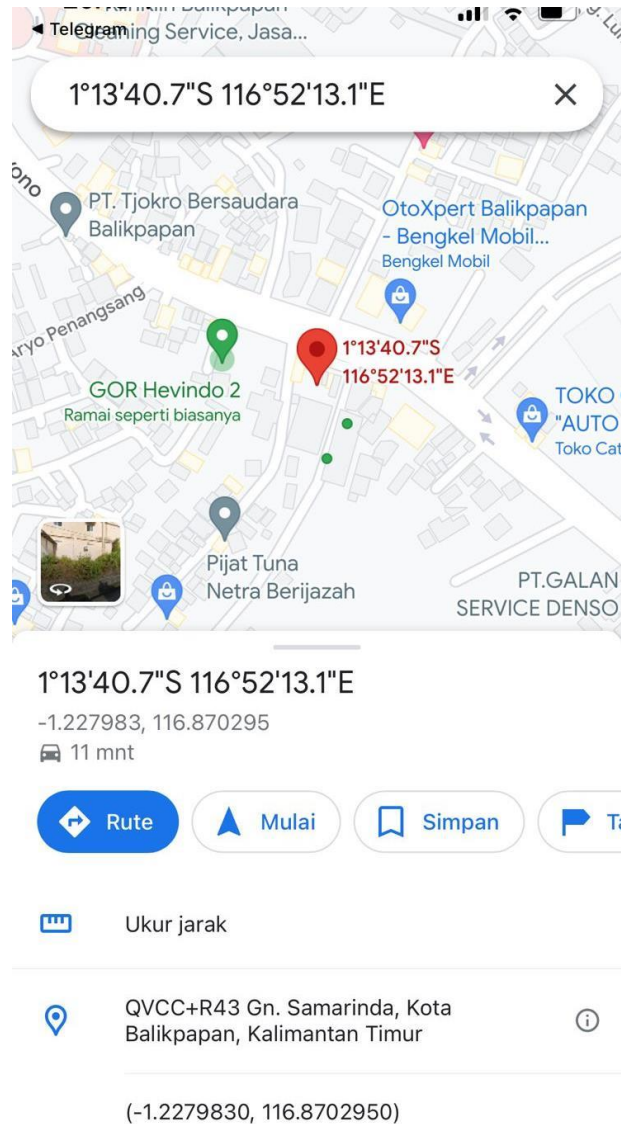 Telegram
Cleaning Service, Jasa...
1°13'40.7"S 116°52'13.1"E
PT. Tjokro Bersaudara
Balikpapan
OtoXpert Balikpapan
- Bengkel Mobil...
Bengkel Mobil
Aryo Penangsang
1°13'40.7"S
116°52'13.1"E
GOR Hevindo 2
Ramai seperti biasanya
TOKO
"AUTO
Toko Cat
Pijat Tuna
Netra Berijazah
PT.GALAN
SERVICE DENSO
1°13'40.7"S 116°52'13.1"E
-1.227983, 116.870295
11 mnt
Rute
Mulai
Simpan
Ukur jarak
QVCC+R43 Gn. Samarinda, Kota
Balikpapan, Kalimantan Timur
(-1.2279830, 116.8702950)